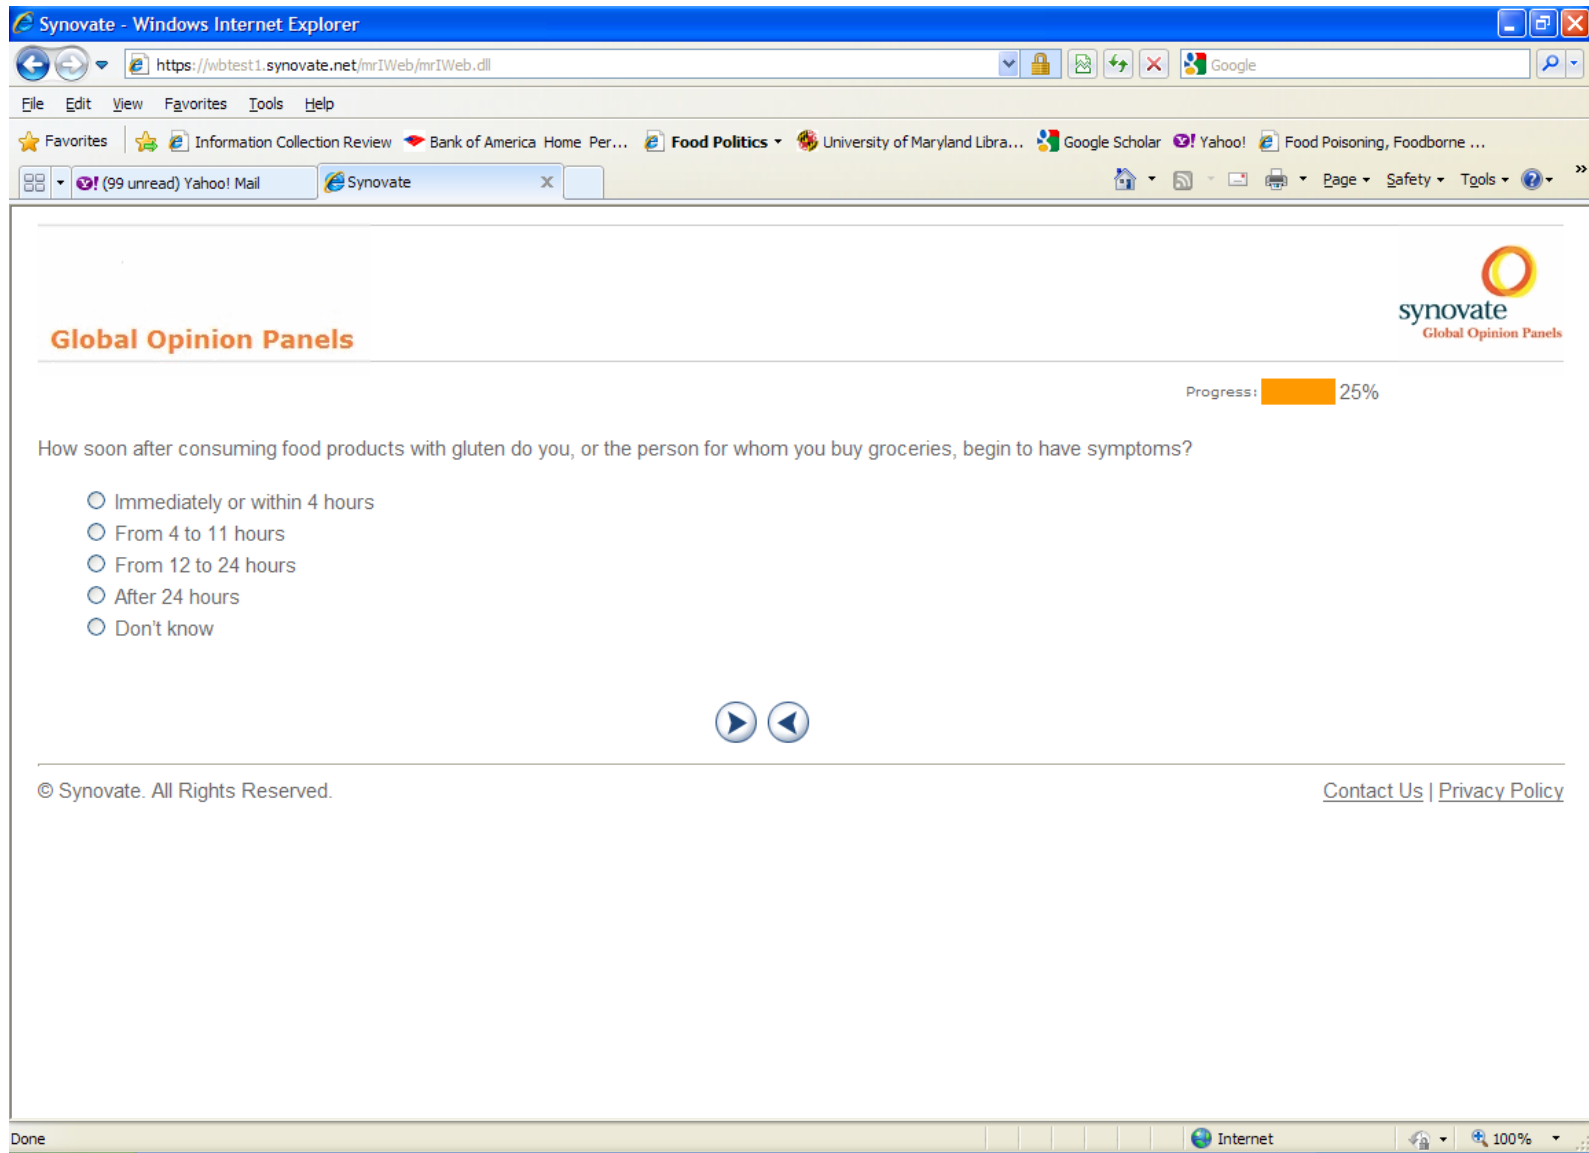 Synovate - Windows Internet Explorer
https://wbtest1.synovate.net/mrIWeb/mrIWeb.dll
Google
File Edit View Favorites Tools Help
Favorites Information Collection Review Bank of America Home Per... Food Politics University of Maryland Libra... Google Scholar Yahoo! Food Poisoning, Foodborne ...
(99 unread) Yahoo! Mail Synovate Page Safety Tools
Global Opinion Panels
synovate
Global Opinion Panels
Progress: 25%
How soon after consuming food products with gluten do you, or the person for whom you buy groceries, begin to have symptoms?
Immediately or within 4 hours
From 4 to 11 hours
From 12 to 24 hours
After 24 hours
Don't know
© Synovate. All Rights Reserved.
Contact Us | Privacy Policy
Done Internet 100%